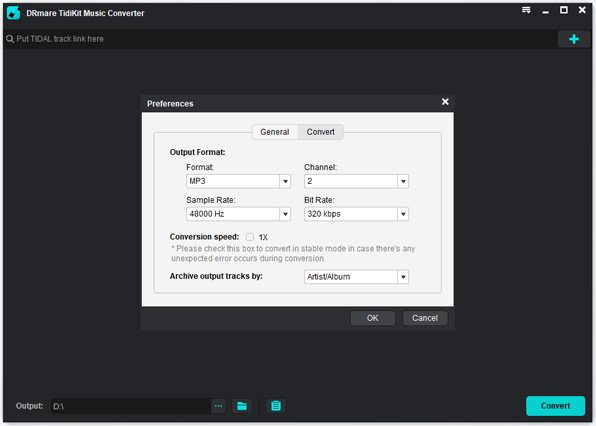 DRmare TidiKit Music Converter
Put TIDAL track link here
Preferences
General Convert
Output Format:
Format: Channel:
MP3 2
Sample Rate: Bit Rate:
48000 Hz 320 kbps
Conversion speed: 1X
* Please check this box to convert in stable mode in case there's any
unexpected error occurs during conversion.
Archive output tracks by: Artist/Album
OK Cancel
Output: D:\ ... Convert